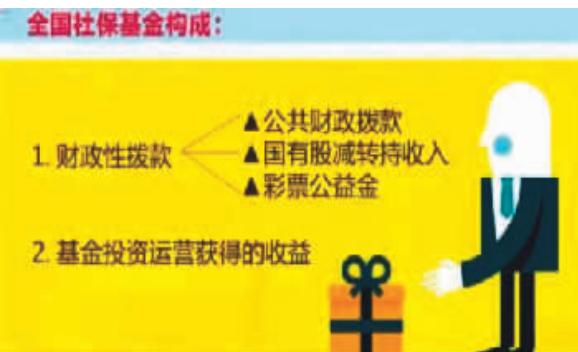 全国社保基金构成：
▲公共财政拨款
1. 财政性拨款 ▲国有股减转持收入
▲彩票公益金
2. 基金投资运营获得的收益